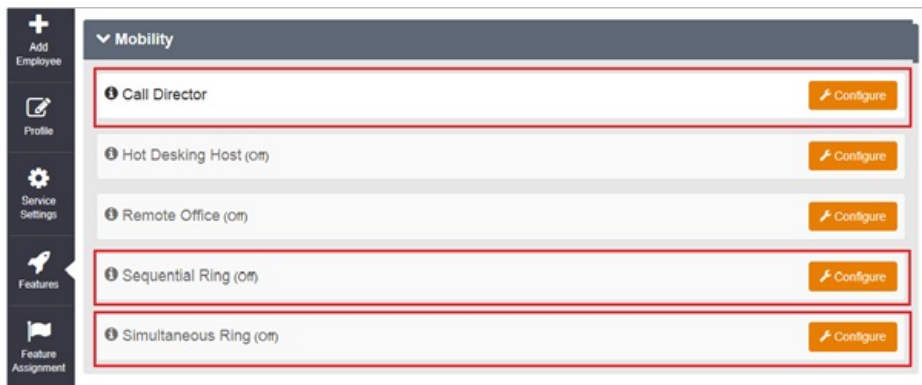 Add
Employee
Profile
Service
Settings
Features
Feature
Assignment
Mobility
Call Director
Configure
Hot Desking Host (Off)
Configure
Remote Office (Off)
Configure
Sequential Ring (Off)
Configure
Simultaneous Ring (Off)
Configure